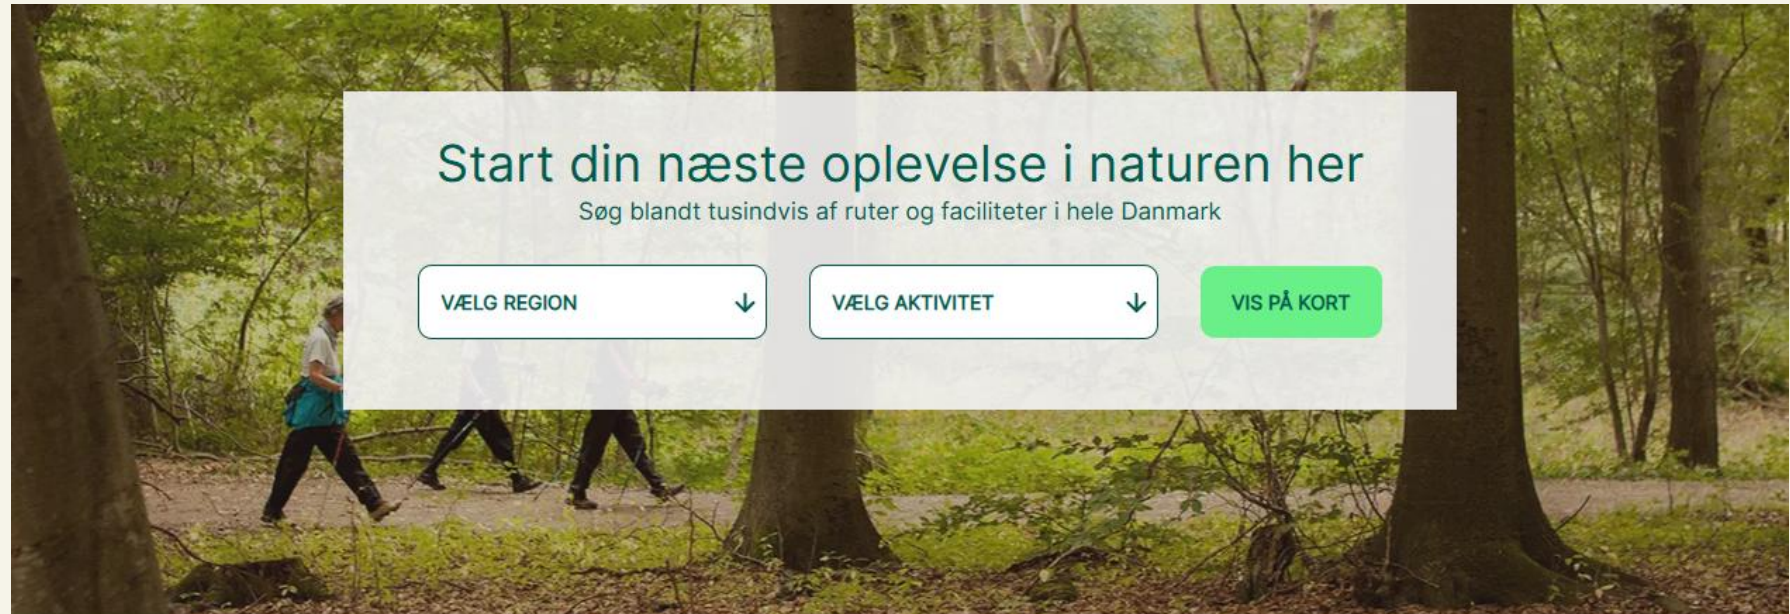 Start din næste oplevelse i naturen her
Søg blandt tusindvis af ruter og faciliteter i hele Danmark
VÆLG REGION
VÆLG AKTIVITET
VIS PÅ KORT